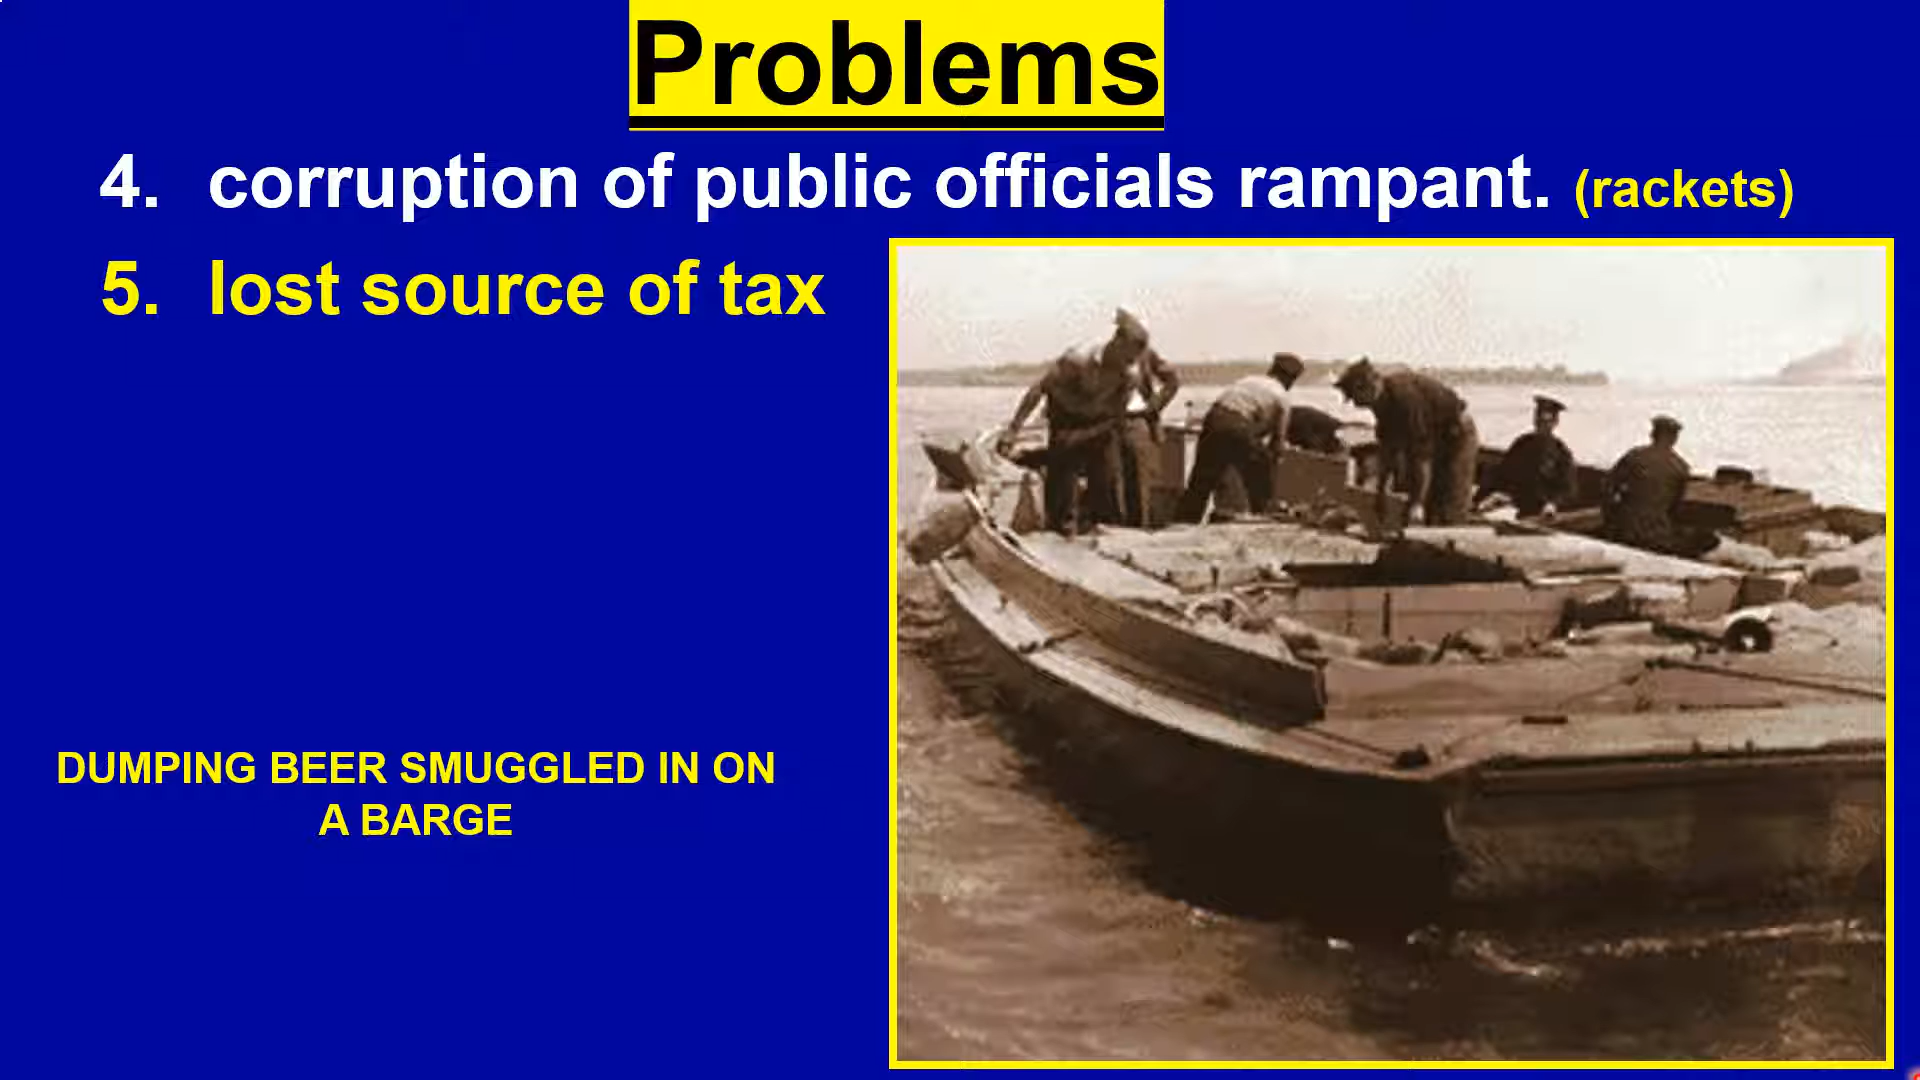 Problems
4. corruption of public officials rampant. (rackets)
5. lost source of tax
DUMPING BEER SMUGGLED IN ON
A BARGE